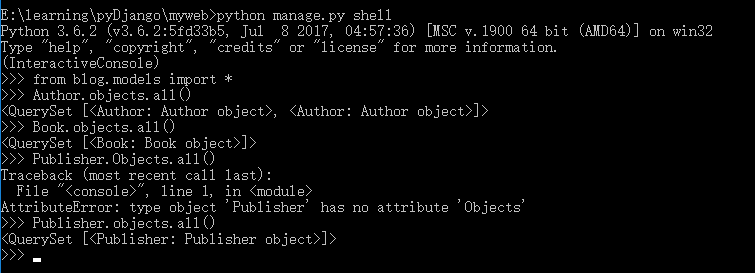 E:\learning\pyDjango\myweb>python manage.py shell
Python 3.6.2 (v3.6.2:5fd33b5, Jul  8 2017, 04:57:36) [MSC v.1900 64 bit (AMD64)] on win32
Type "help", "copyright", "credits" or "license" for more information.
(InteractiveConsole)
>>> from blog.models import *
>>> Author.objects.all()
<QuerySet [<Author: Author object>, <Author: Author object>]>
>>> Book.objects.all()
<QuerySet [<Book: Book object>]>
>>> Publisher.Objects.all()
Traceback (most recent call last):
  File "<console>", line 1, in <module>
AttributeError: type object 'Publisher' has no attribute 'Objects'
>>> Publisher.objects.all()
<QuerySet [<Publisher: Publisher object>]>
>>>